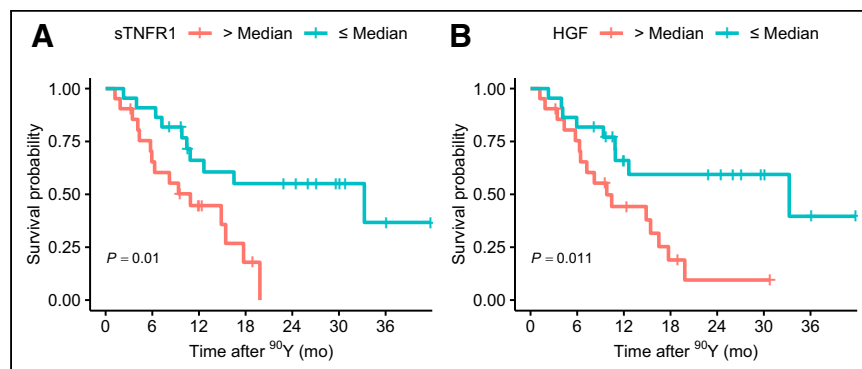 A
sTNFR1 > Median ≤ Median
1.00
0.75
0.50
0.25
0.00
Survival probability
P = 0.01
0 6 12 18 24 30 36
Time after ⁹⁰Y (mo)
B
HGF > Median ≤ Median
1.00
0.75
0.50
0.25
0.00
Survival probability
P = 0.011
0 6 12 18 24 30 36
Time after ⁹⁰Y (mo)